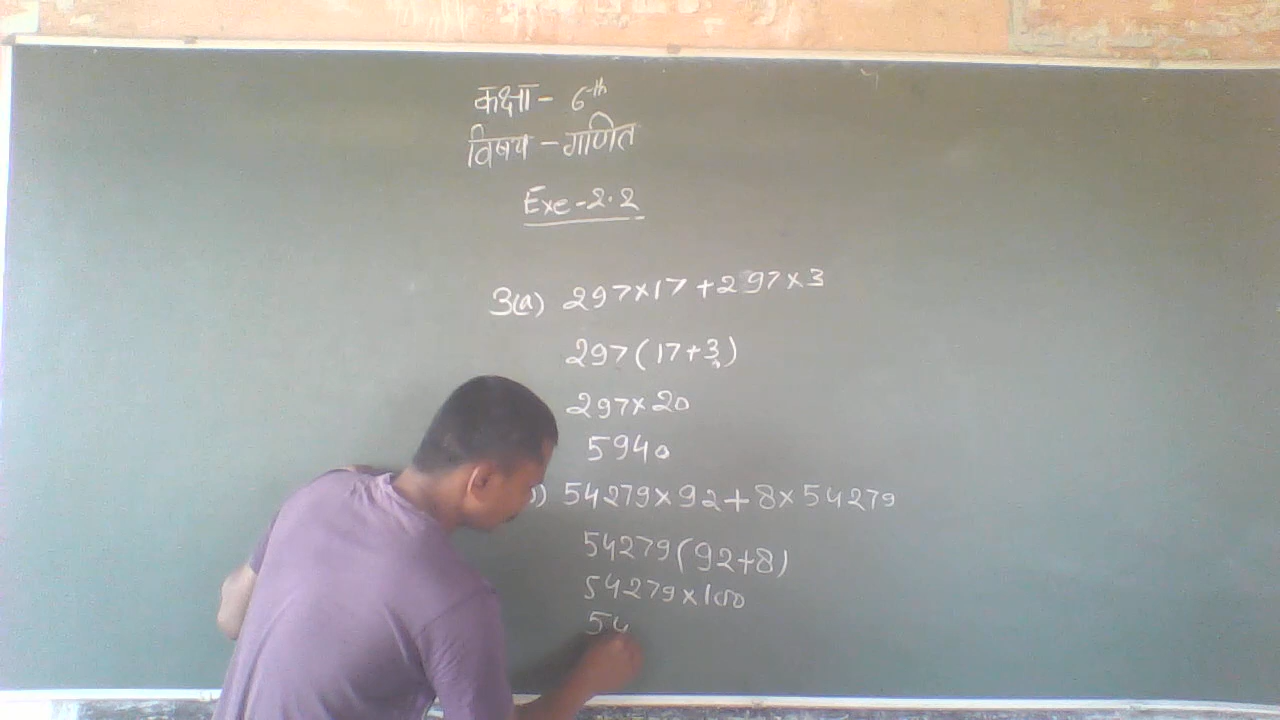 कक्षा - 6th
विषय - गणित
Exe-2.2
3(a) 297×17+297×3
297(17+3)
297×20
5940
) 54279×92+8×54279
54279(92+8)
54279×100
54